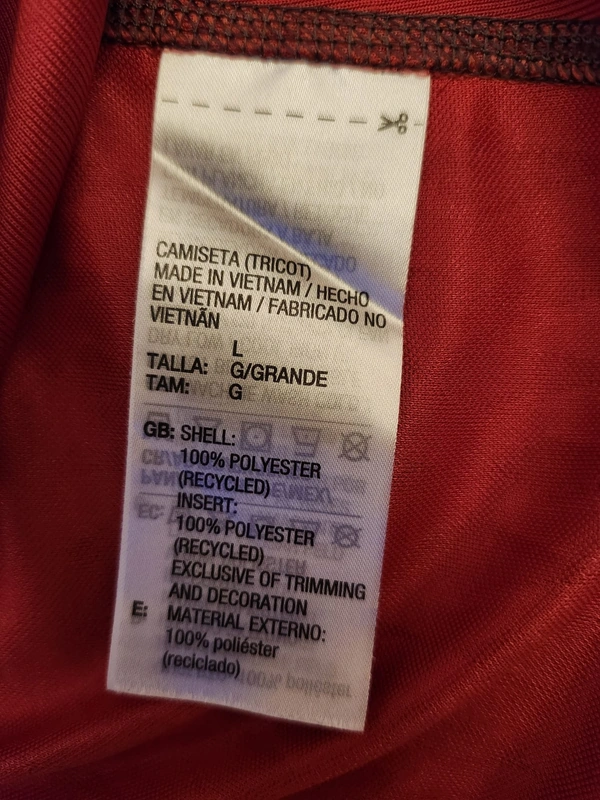 CAMISETA (TRICOT)
MADE IN VIETNAM / HECHO
EN VIETNAM / FABRICADO NO
VIETNÃN
L
TALLA: G/GRANDE
TAM: G
GB: SHELL:
100% POLYESTER
(RECYCLED)
INSERT:
100% POLYESTER
(RECYCLED)
EXCLUSIVE OF TRIMMING
AND DECORATION
E: MATERIAL EXTERNO:
100% poliéster
(reciclado)